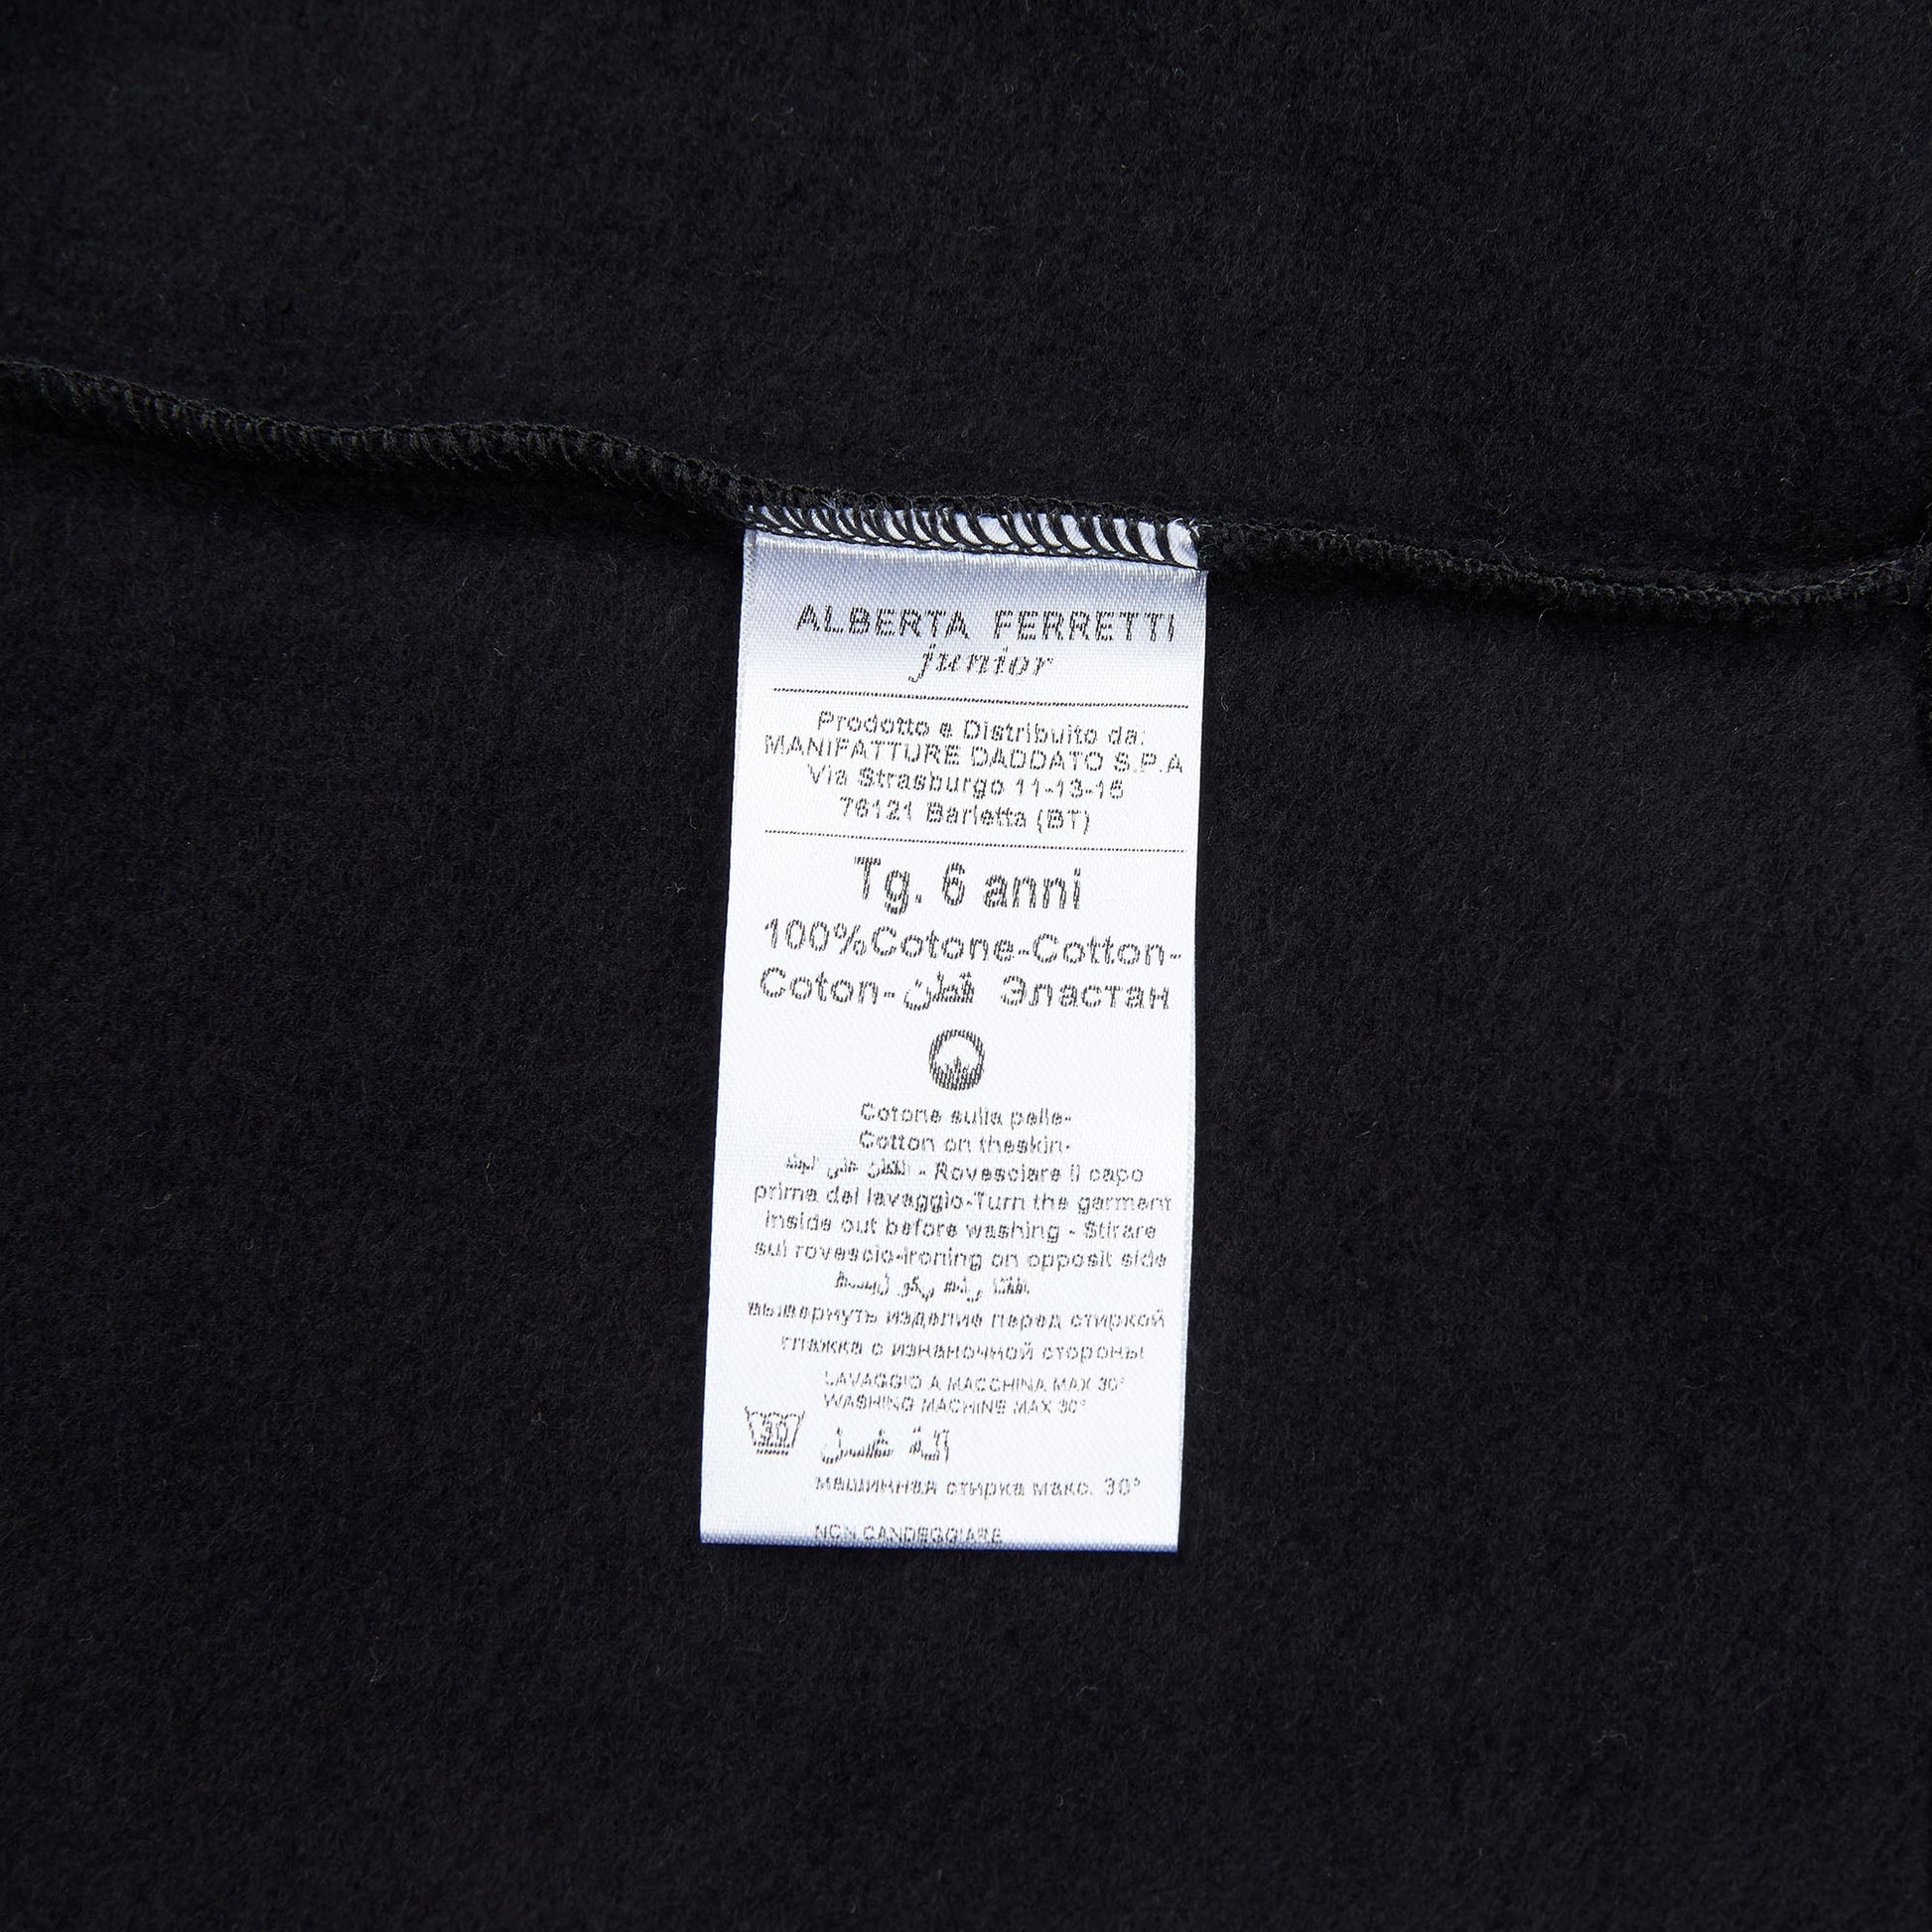 ALBERTA FERRETTI
junior
Prodotto e Distribuito da:
MANIFATTURE DADDATO S.P.A
Via Strasburgo 11-13-15
76121 Barletta (BT)
Tg. 6 anni
100%Cotone-Cotton-
Coton-قطن Эластан
Cotone sulla pelle-
Cotton on theskin-
- Rovesciare il capo
prima del lavaggio-Turn the garment
inside out before washing - Stirare
sul rovescio-Ironing on opposit side
вывернуть изделие перед стиркой
глажка с изнаночной стороны
LAVAGGIO A MACCHINA MAX 30°
WASHING MACHINE MAX 30°
30
آلة غسل
машинная стирка макс. 30°
NON CANDEGGIARE